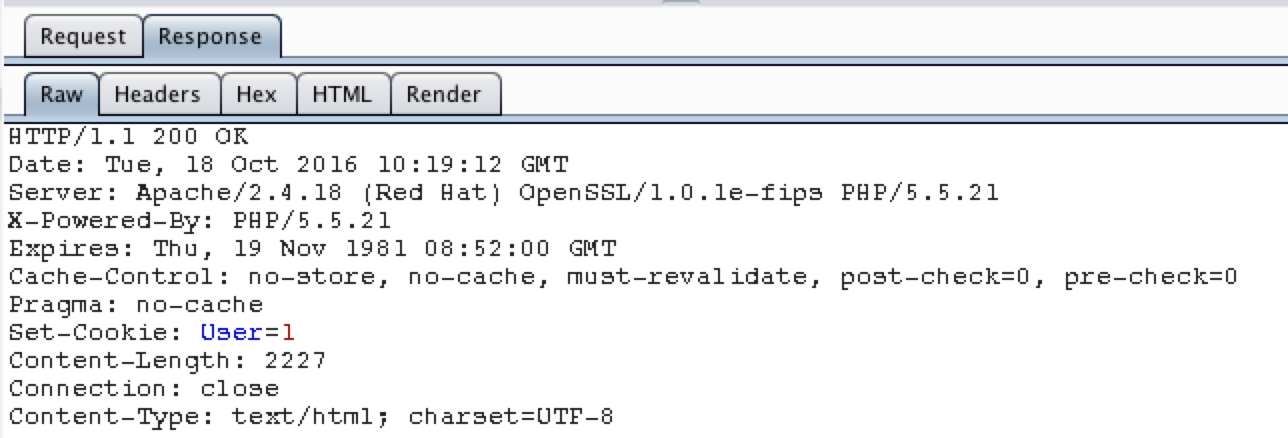 Request Response
Raw Headers Hex HTML Render
HTTP/1.1 200 OK
Date: Tue, 18 Oct 2016 10:19:12 GMT
Server: Apache/2.4.18 (Red Hat) OpenSSL/1.0.1e-fips PHP/5.5.21
X-Powered-By: PHP/5.5.21
Expires: Thu, 19 Nov 1981 08:52:00 GMT
Cache-Control: no-store, no-cache, must-revalidate, post-check=0, pre-check=0
Pragma: no-cache
Set-Cookie: User=1
Content-Length: 2227
Connection: close
Content-Type: text/html; charset=UTF-8